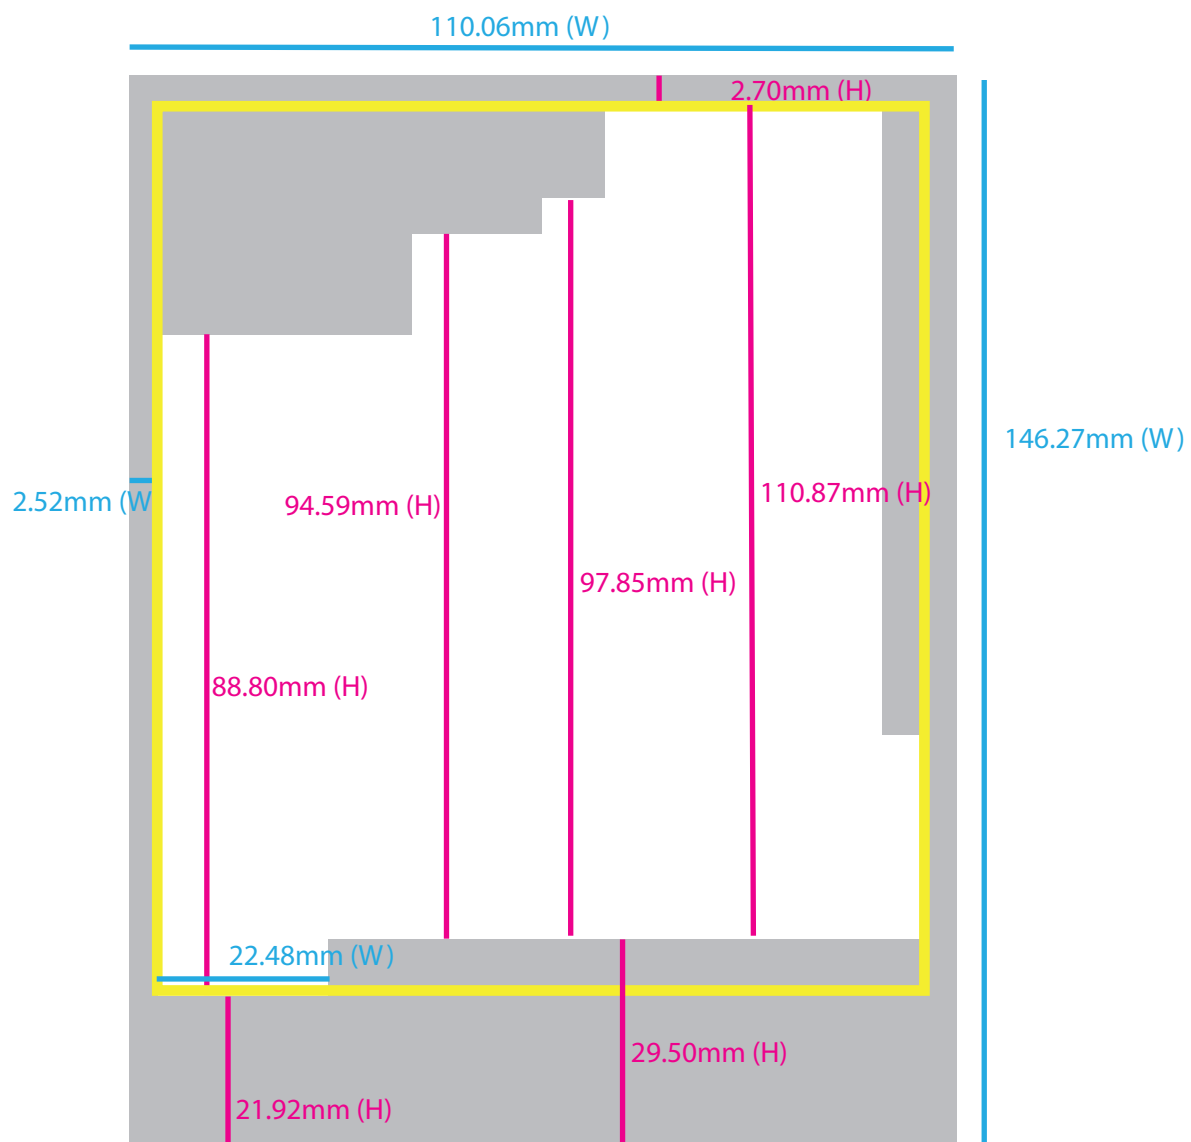 110.06mm (W)
2.70mm (H)
146.27mm (W)
2.52mm (W
94.59mm (H)
110.87mm (H)
97.85mm (H)
88.80mm (H)
22.48mm (W)
29.50mm (H)
21.92mm (H)